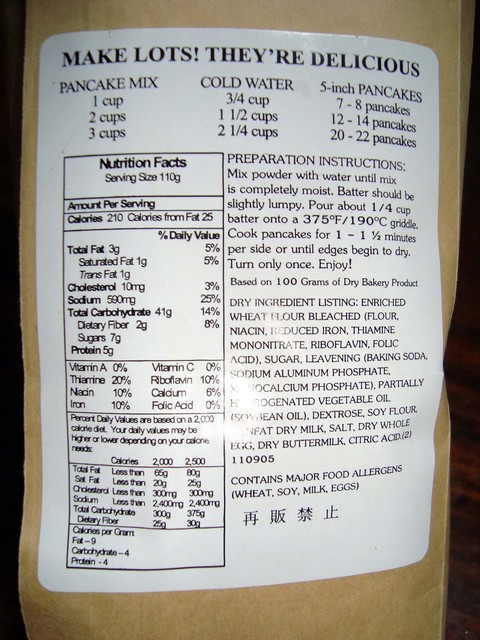 MAKE LOTS! THEY'RE DELICIOUS
PANCAKE MIX COLD WATER 5-inch PANCAKES
1 cup 3/4 cup 7 - 8 pancakes
2 cups 1 1/2 cups 12 - 14 pancakes
3 cups 2 1/4 cups 20 - 22 pancakes
Nutrition Facts
Serving Size 110g
Amount Per Serving
Calories 210 Calories from Fat 25
% Daily Value
Total Fat 3g 5%
Saturated Fat 1g 5%
Trans Fat 1g
Cholesterol 10mg 3%
Sodium 590mg 25%
Total Carbohydrate 41g 14%
Dietary Fiber 2g 8%
Sugars 7g
Protein 5g
Vitamin A 0% Vitamin C 0%
Thiamine 20% Riboflavin 10%
Niacin 10% Calcium 6%
Iron 10% Folic Acid 0%
Percent Daily Values are based on a 2,000
calorie diet. Your daily values may be
higher or lower depending on your calorie
needs:
Calories 2,000 2,500
Total Fat Less than 65g 80g
Sat Fat Less than 20g 25g
Cholesterol Less than 300mg 300mg
Sodium Less than 2,400mg 2,400mg
Total Carbohydrate 300g 375g
Dietary Fiber 25g 30g
Calories per Gram:
Fat - 9
Carbohydrate - 4
Protein - 4
PREPARATION INSTRUCTIONS:
Mix powder with water until mix
is completely moist. Batter should be
slightly lumpy. Pour about 1/4 cup
batter onto a 375°F/190°C griddle.
Cook pancakes for 1 - 1 ½ minutes
per side or until edges begin to dry.
Turn only once. Enjoy!
Based on 100 Grams of Dry Bakery Product
DRY INGREDIENT LISTING: ENRICHED
WHEAT FLOUR BLEACHED (FLOUR,
NIACIN, REDUCED IRON, THIAMINE
MONONITRATE, RIBOFLAVIN, FOLIC
ACID), SUGAR, LEAVENING (BAKING SODA,
SODIUM ALUMINUM PHOSPHATE,
MONOCALCIUM PHOSPHATE), PARTIALLY
HYDROGENATED VEGETABLE OIL
(SOYBEAN OIL), DEXTROSE, SOY FLOUR,
NONFAT DRY MILK, SALT, DRY WHOLE
EGG, DRY BUTTERMILK, CITRIC ACID.(2)
110905
CONTAINS MAJOR FOOD ALLERGENS
(WHEAT, SOY, MILK, EGGS)
再販禁止